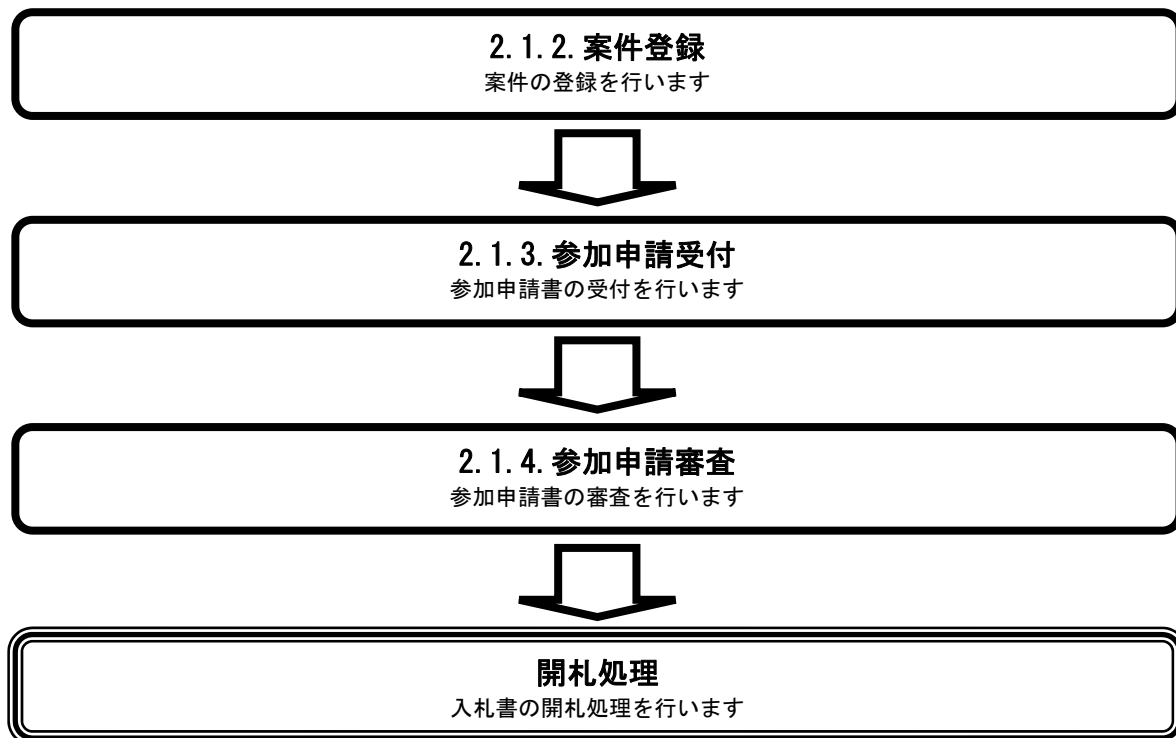 2.1.2.案件登録
案件の登録を行います
2.1.3.参加申請受付
参加申請書の受付を行います
2.1.4.参加申請審査
参加申請書の審査を行います
開札処理
入札書の開札処理を行います